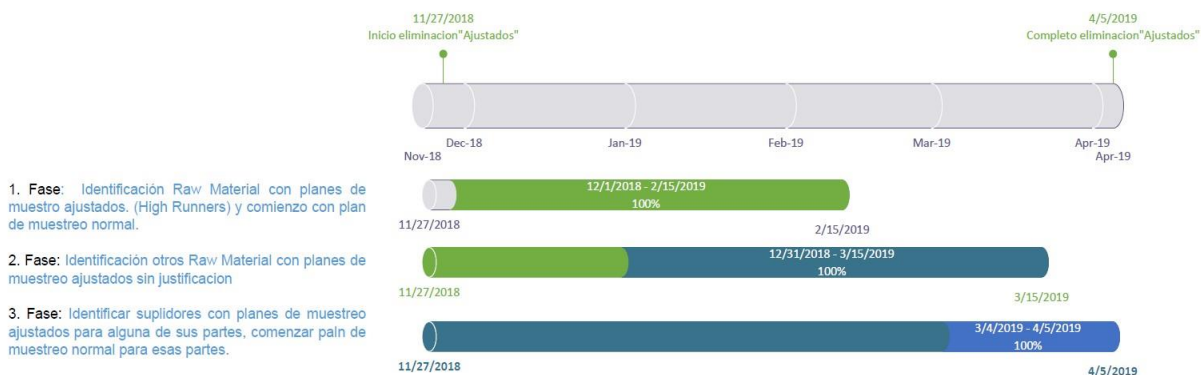 11/27/2018
Inicio eliminacion"Ajustados"
4/5/2019
Completo eliminacion"Ajustados"
Nov-18
Dec-18
Jan-19
Feb-19
Mar-19
Apr-19
Apr-19
1. Fase: Identificación Raw Material con planes de
muestro ajustados. (High Runners) y comienzo con plan
de muestreo normal.
12/1/2018 - 2/15/2019
100%
11/27/2018
2/15/2019
2. Fase: Identificación otros Raw Material con planes de
muestreo ajustados sin justificacion
12/31/2018 - 3/15/2019
100%
11/27/2018
3/15/2019
3. Fase: Identificar suplidores con planes de muestreo
ajustados para alguna de sus partes, comenzar paln de
muestreo normal para esas partes.
3/4/2019 - 4/5/2019
100%
11/27/2018
4/5/2019